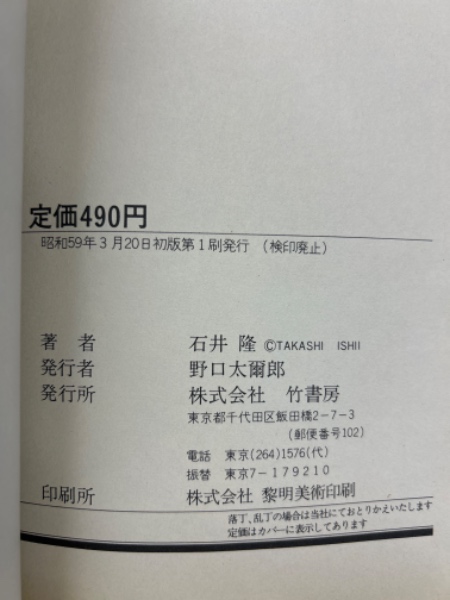 定価490円
昭和59年3月20日初版第1刷発行 （検印廃止）
著者 石井 隆 ©TAKASHI ISHII
発行者 野口太爾郎
発行所 株式会社 竹書房
東京都千代田区飯田橋2-7-3
（郵便番号102）
電話 東京(264)1576(代)
振替 東京7-179210
印刷所 株式会社 黎明美術印刷
落丁、乱丁の場合は当社にておとりかえいたします
定価はカバーに表示してあります